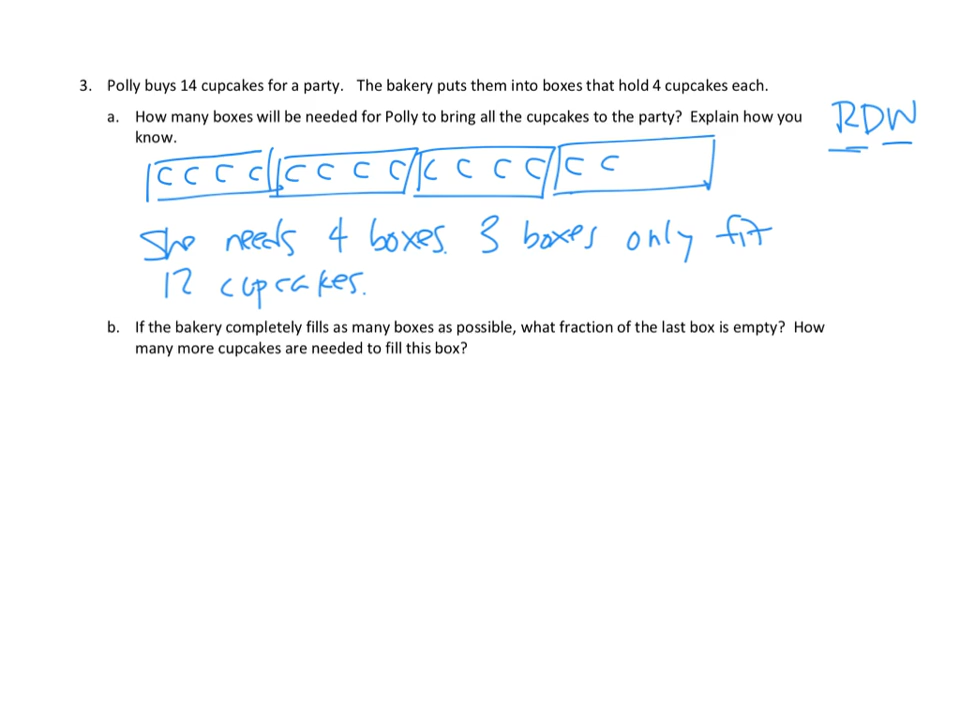 3. Polly buys 14 cupcakes for a party. The bakery puts them into boxes that hold 4 cupcakes each.
a. How many boxes will be needed for Polly to bring all the cupcakes to the party? Explain how you
know.
RDW
C C C C C C C C C C C C C C
She needs 4 boxes. 3 boxes only fit
12 cupcakes.
b. If the bakery completely fills as many boxes as possible, what fraction of the last box is empty? How
many more cupcakes are needed to fill this box?